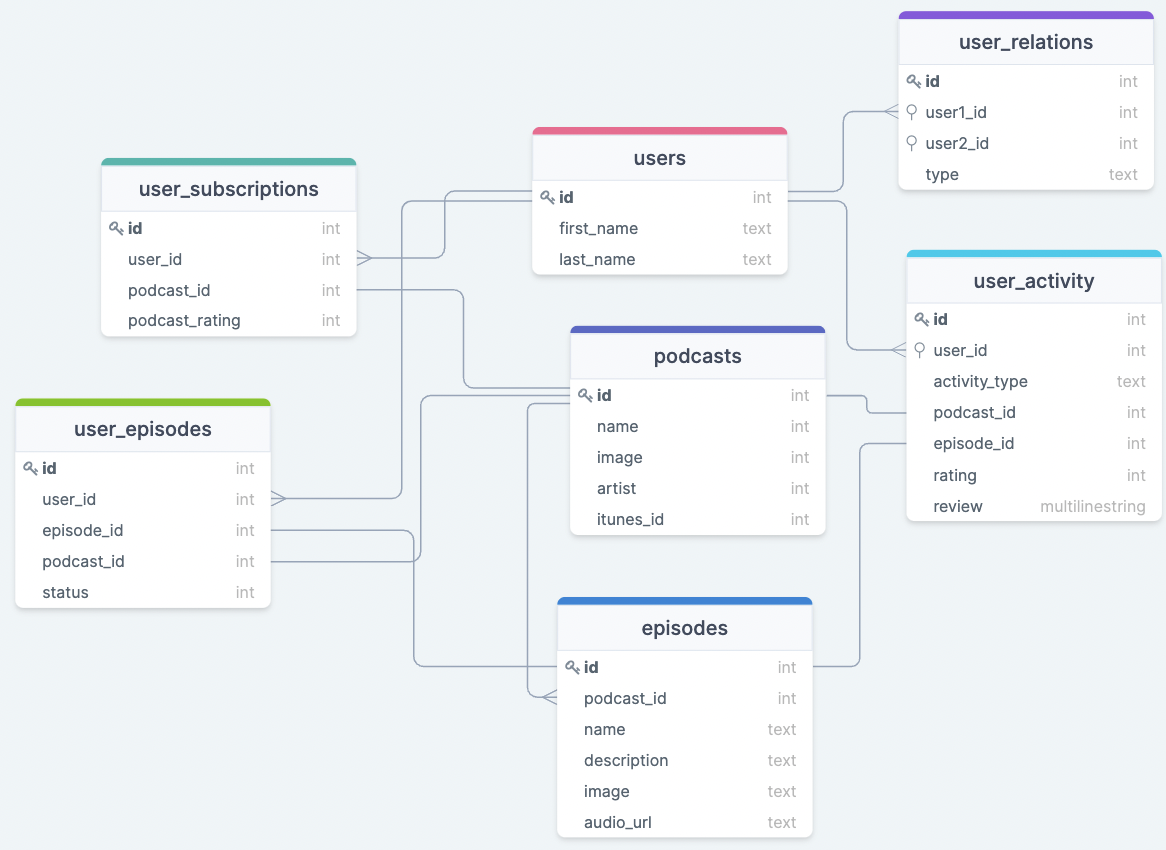 user_relations
id int
user1_id int
user2_id int
type text
users
id int
first_name text
last_name text
user_subscriptions
id int
user_id int
podcast_id int
podcast_rating int
user_activity
id int
user_id int
activity_type text
podcast_id int
episode_id int
rating int
review multilinestring
podcasts
id int
name int
image int
artist int
itunes_id int
user_episodes
id int
user_id int
episode_id int
podcast_id int
status int
episodes
id int
podcast_id int
name text
description text
image text
audio_url text